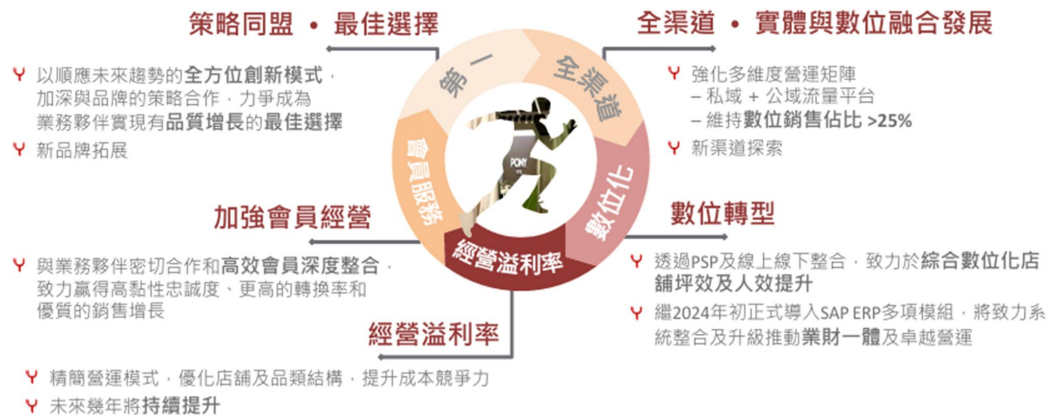 策略同盟 • 最佳選擇
以順應未來趨勢的全方位創新模式，
加深與品牌的策略合作，力爭成為
業務夥伴實現有品質增長的最佳選擇
新品牌拓展
全渠道 • 實體與數位融合發展
強化多維度營運矩陣
– 私域 + 公域流量平台
– 維持數位銷售佔比 >25%
新渠道探索
第一
全渠道
數位化
經營溢利率
會員服務
PONY
加強會員經營
與業務夥伴密切合作和高效會員深度整合，
致力贏得高黏性忠誠度、更高的轉換率和
優質的銷售增長
數位轉型
透過PSP及線上線下整合，致力於綜合數位化店
舖坪效及人效提升
繼2024年初正式導入SAP ERP多項模組，將致力系
統整合及升級推動業財一體及卓越營運
經營溢利率
精簡營運模式，優化店舖及品類結構，提升成本競爭力
未來幾年將持續提升